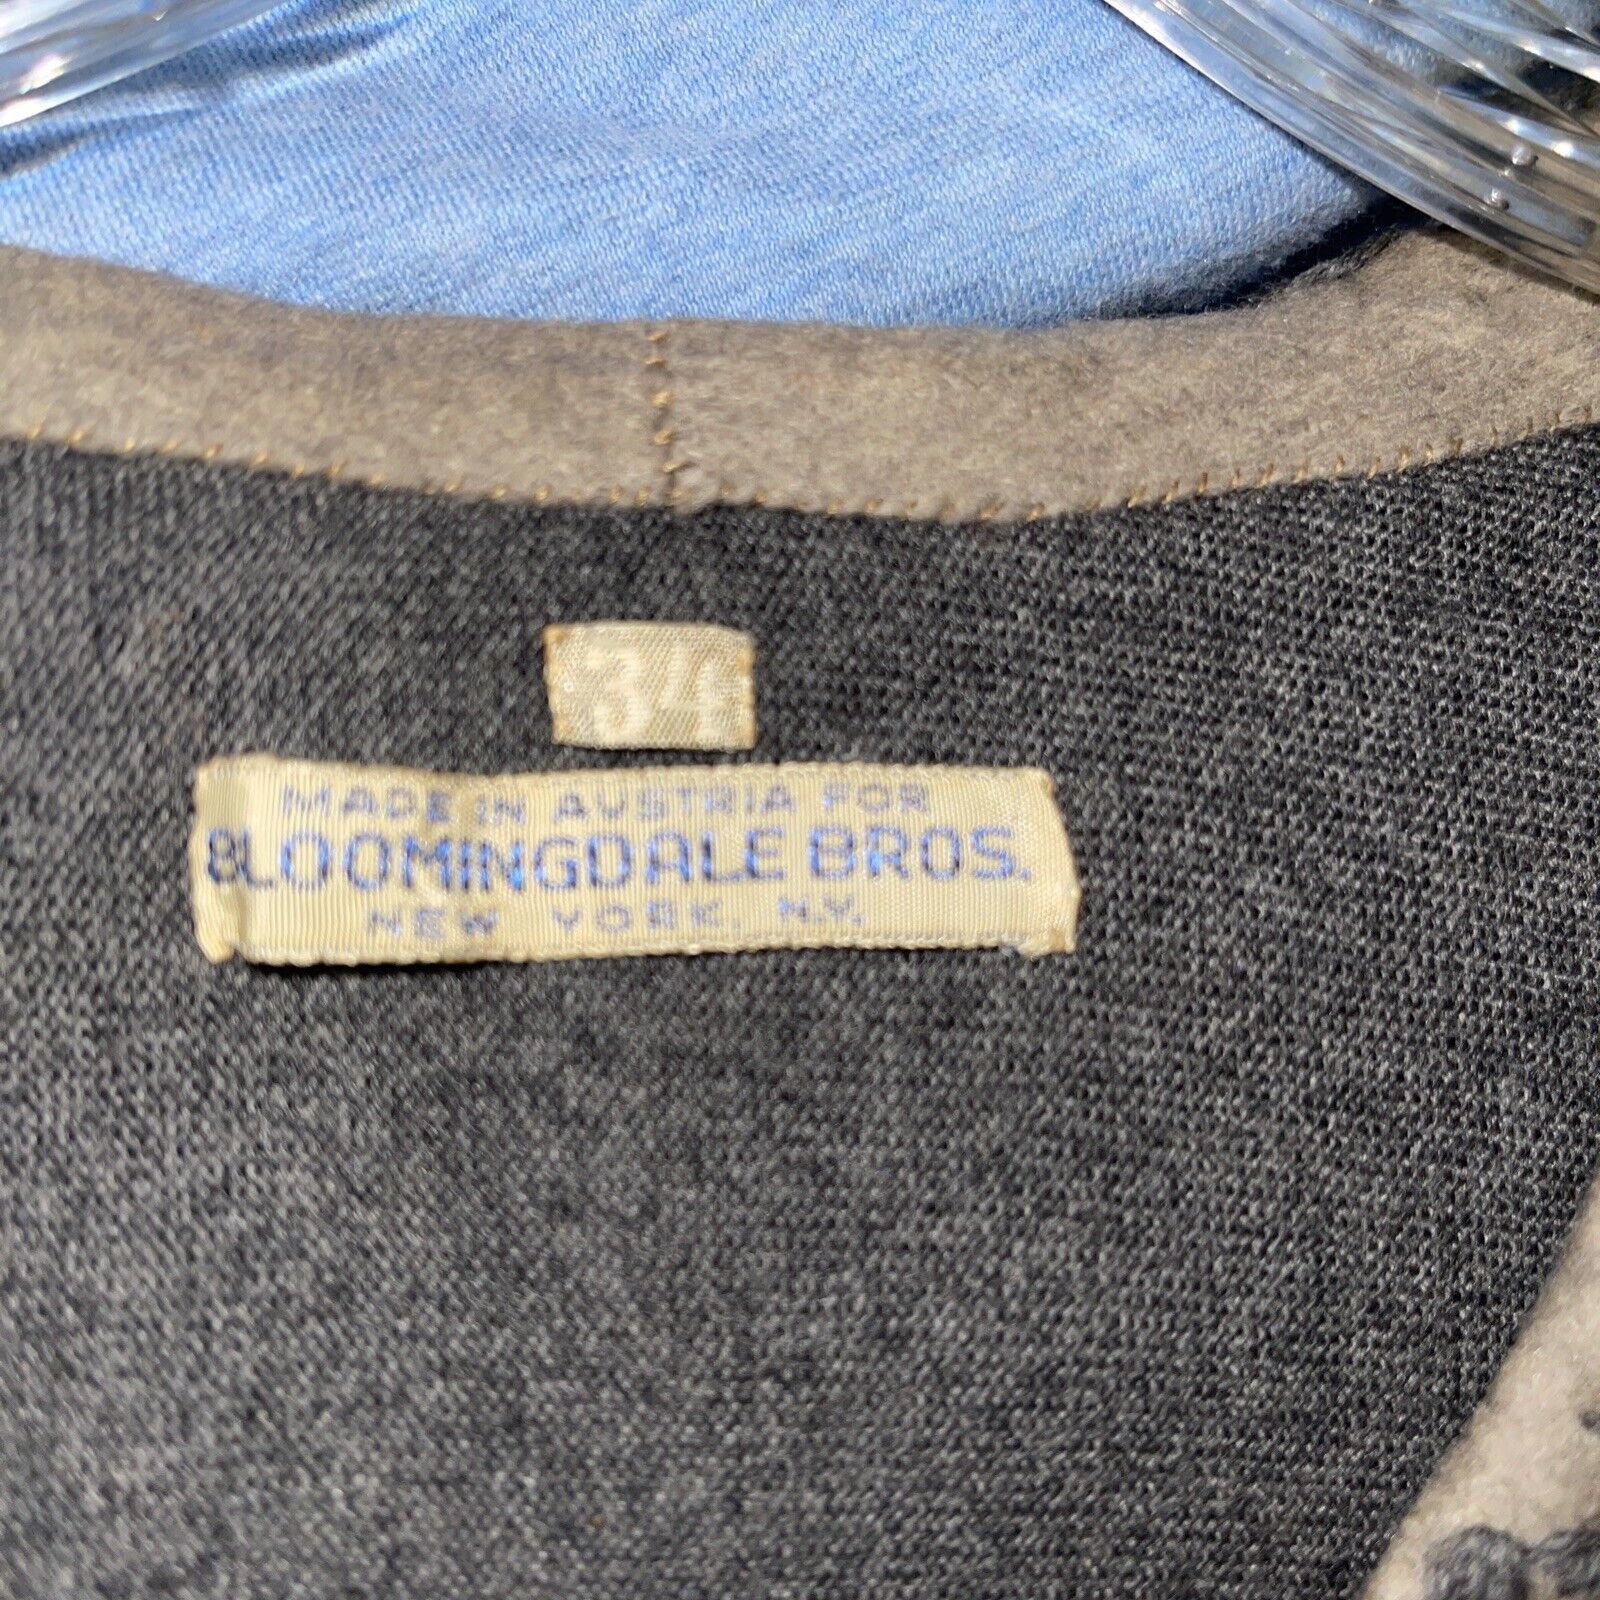 34
MADE IN AUSTRIA FOR
BLOOMINGDALE BROS.
NEW YORK, N.Y.